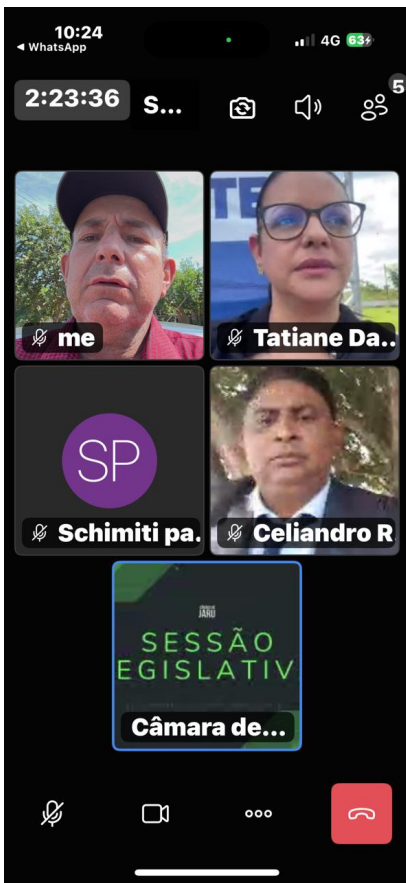 10:24
◀ WhatsApp
4G 63
2:23:36 S... 5
TE
me
Tatiane Da..
SP
Schimiti pa.
Celiandro R
JARU
SESSÃO
EGISLATIV
Câmara de...